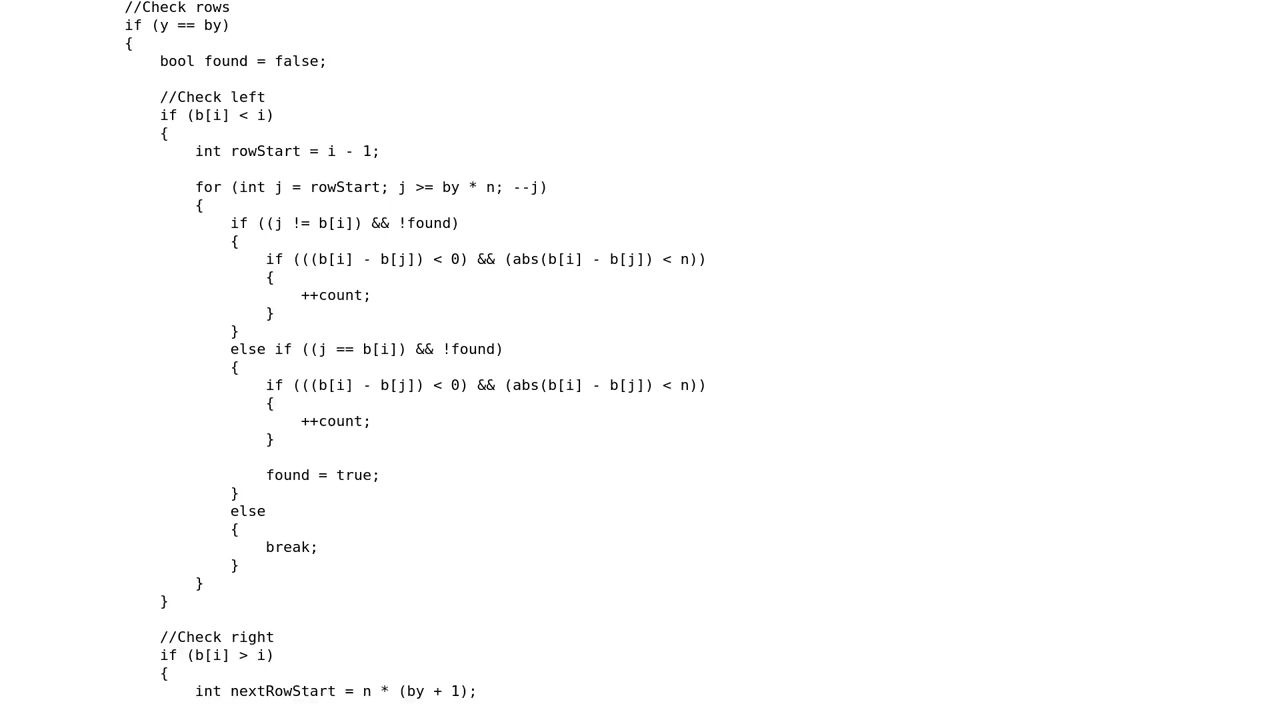 //Check rows
if (y == by)
{
    bool found = false;

    //Check left
    if (b[i] < i)
    {
        int rowStart = i - 1;

        for (int j = rowStart; j >= by * n; --j)
        {
            if ((j != b[i]) && !found)
            {
                if (((b[i] - b[j]) < 0) && (abs(b[i] - b[j]) < n))
                {
                    ++count;
                }
            }
            else if ((j == b[i]) && !found)
            {
                if (((b[i] - b[j]) < 0) && (abs(b[i] - b[j]) < n))
                {
                    ++count;
                }

                found = true;
            }
            else
            {
                break;
            }
        }
    }

    //Check right
    if (b[i] > i)
    {
        int nextRowStart = n * (by + 1);